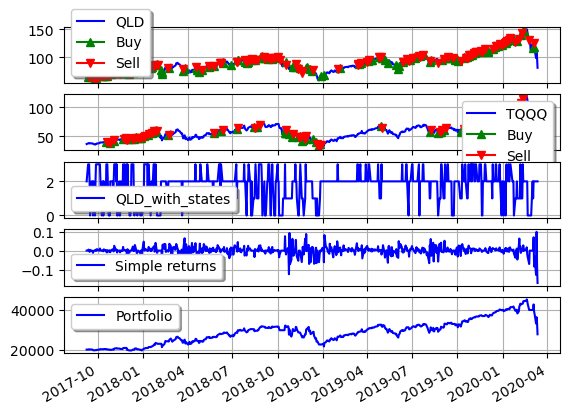 QLD
Buy
Sell
150
100
TQQQ
Buy
Sell
100
50
QLD_with_states
2
0
Simple returns
0.1
0.0
−0.1
Portfolio
40000
20000
2017-10 2018-01 2018-04 2018-07 2018-10 2019-01 2019-04 2019-07 2019-10 2020-01 2020-04